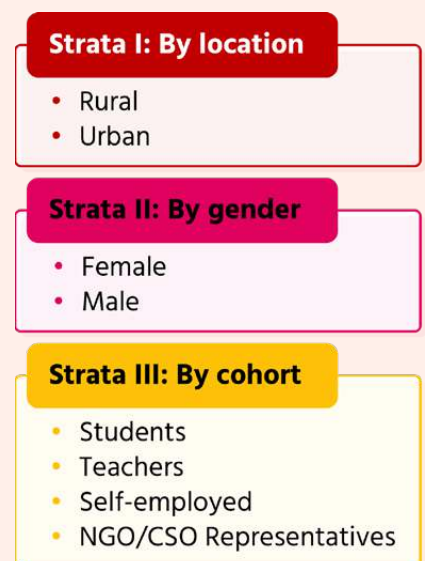 Strata I: By location
• Rural
• Urban
Strata II: By gender
• Female
• Male
Strata III: By cohort
• Students
• Teachers
• Self-employed
• NGO/CSO Representatives